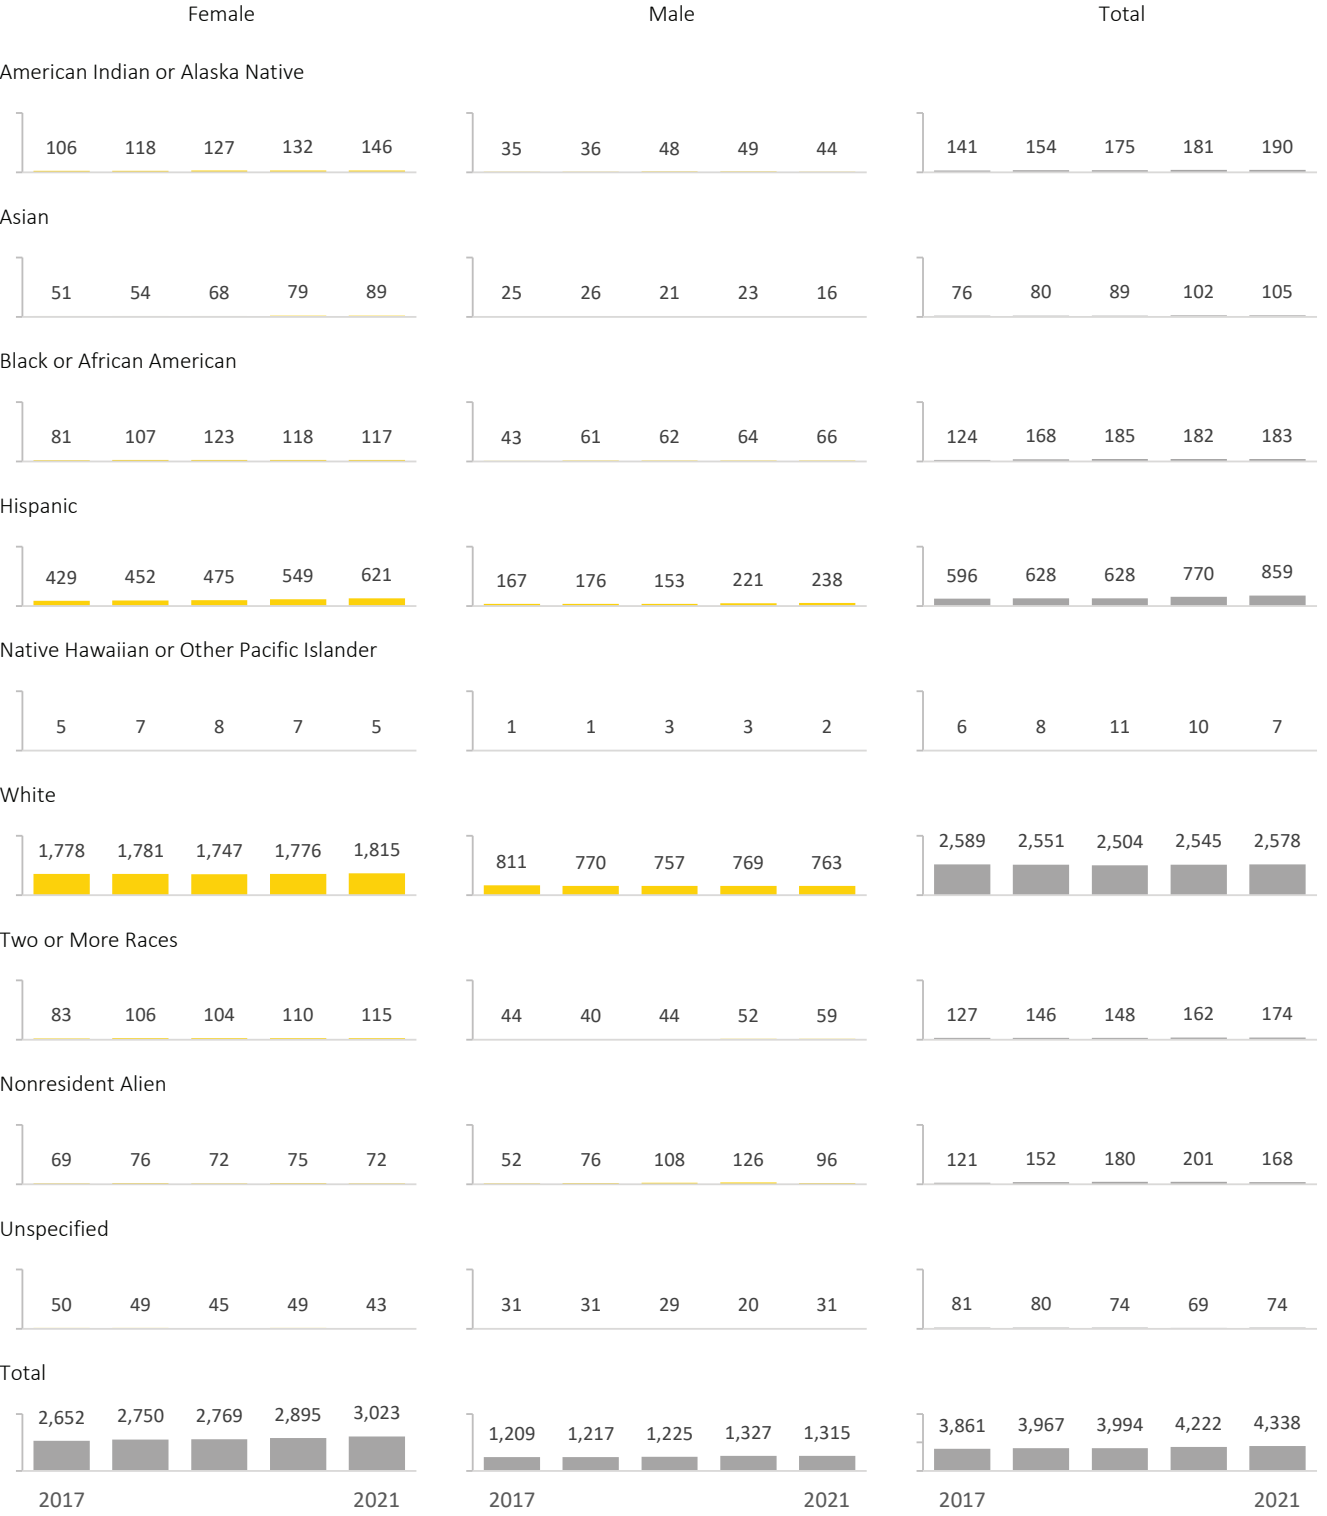 Female Male Total
American Indian or Alaska Native
106 118 127 132 146 35 36 48 49 44 141 154 175 181 190
Asian
51 54 68 79 89 25 26 21 23 16 76 80 89 102 105
Black or African American
81 107 123 118 117 43 61 62 64 66 124 168 185 182 183
Hispanic
429 452 475 549 621 167 176 153 221 238 596 628 628 770 859
Native Hawaiian or Other Pacific Islander
5 7 8 7 5 1 1 3 3 2 6 8 11 10 7
White
1,778 1,781 1,747 1,776 1,815 811 770 757 769 763 2,589 2,551 2,504 2,545 2,578
Two or More Races
83 106 104 110 115 44 40 44 52 59 127 146 148 162 174
Nonresident Alien
69 76 72 75 72 52 76 108 126 96 121 152 180 201 168
Unspecified
50 49 45 49 43 31 31 29 20 31 81 80 74 69 74
Total
2,652 2,750 2,769 2,895 3,023 1,209 1,217 1,225 1,327 1,315 3,861 3,967 3,994 4,222 4,338
2017 2021 2017 2021 2017 2021